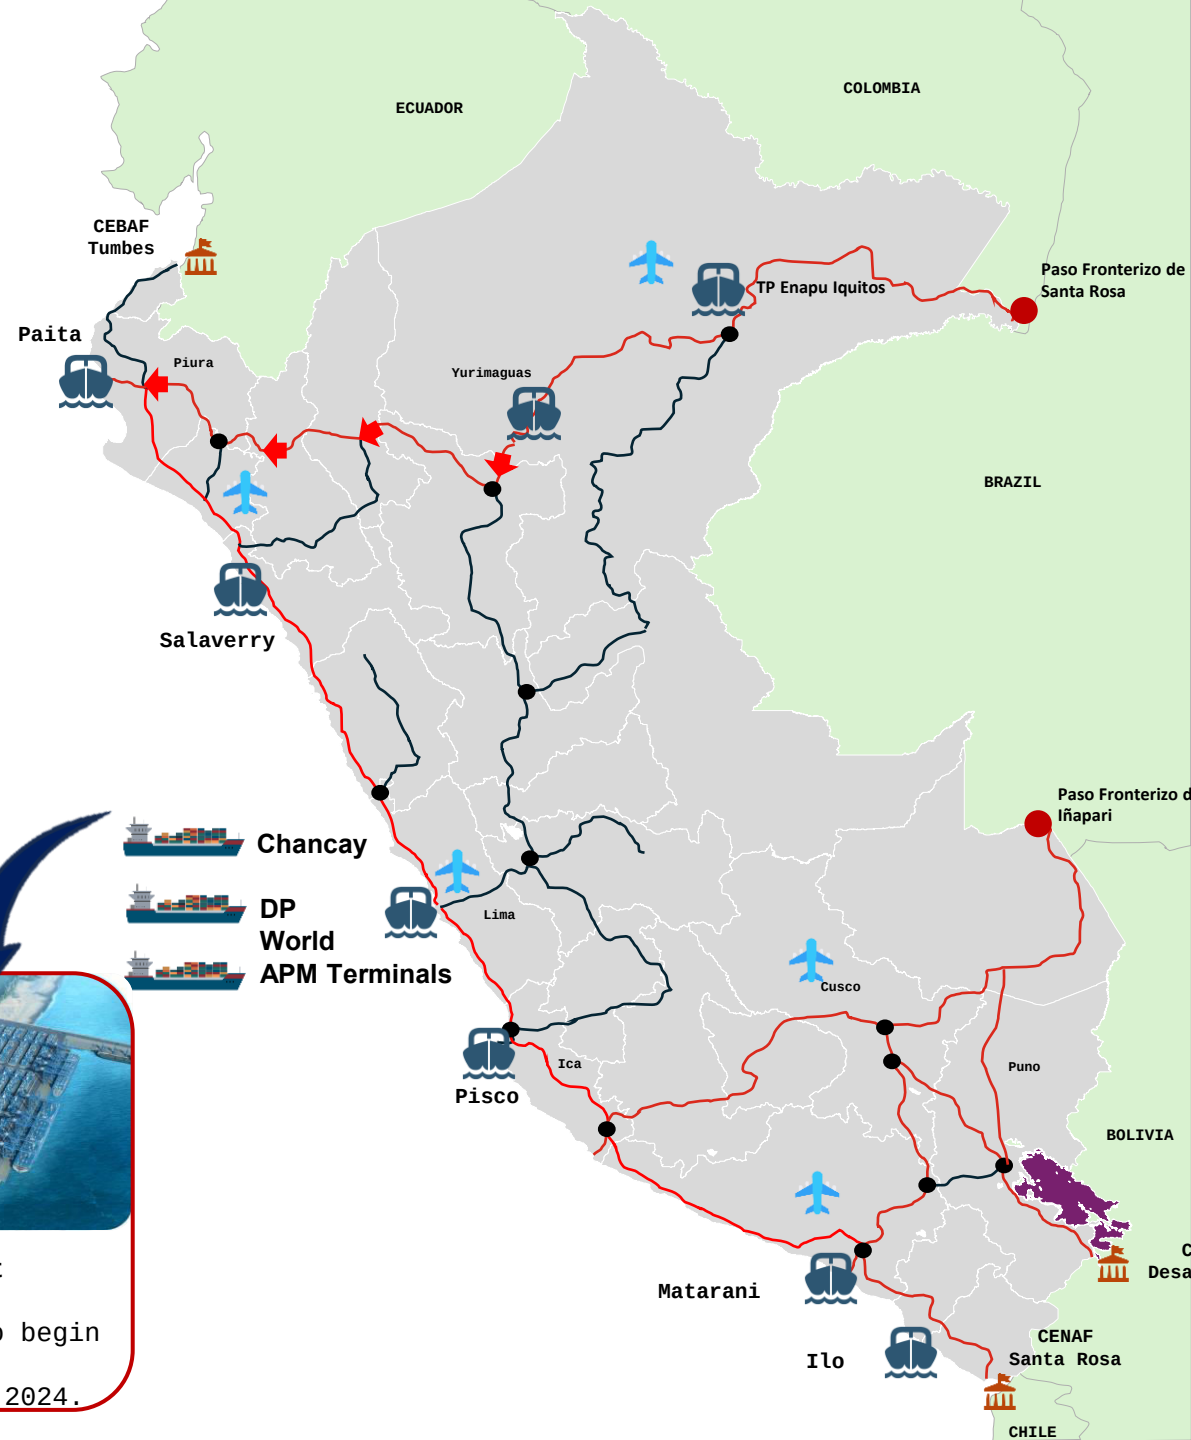 COLOMBIA
ECUADOR
CEBAF
Tumbes
Paso Fronterizo de
Santa Rosa
TP Enapu Iquitos
Paita
Piura
Yurimaguas
BRAZIL
Salaverry
Paso Fronterizo d
Iñapari
Chancay
DP
World
APM Terminals
Lima
Cusco
Ica
Puno
Pisco
BOLIVIA
C
Desa
begin
2024.
Matarani
Ilo
CENAF
Santa Rosa
CHILE